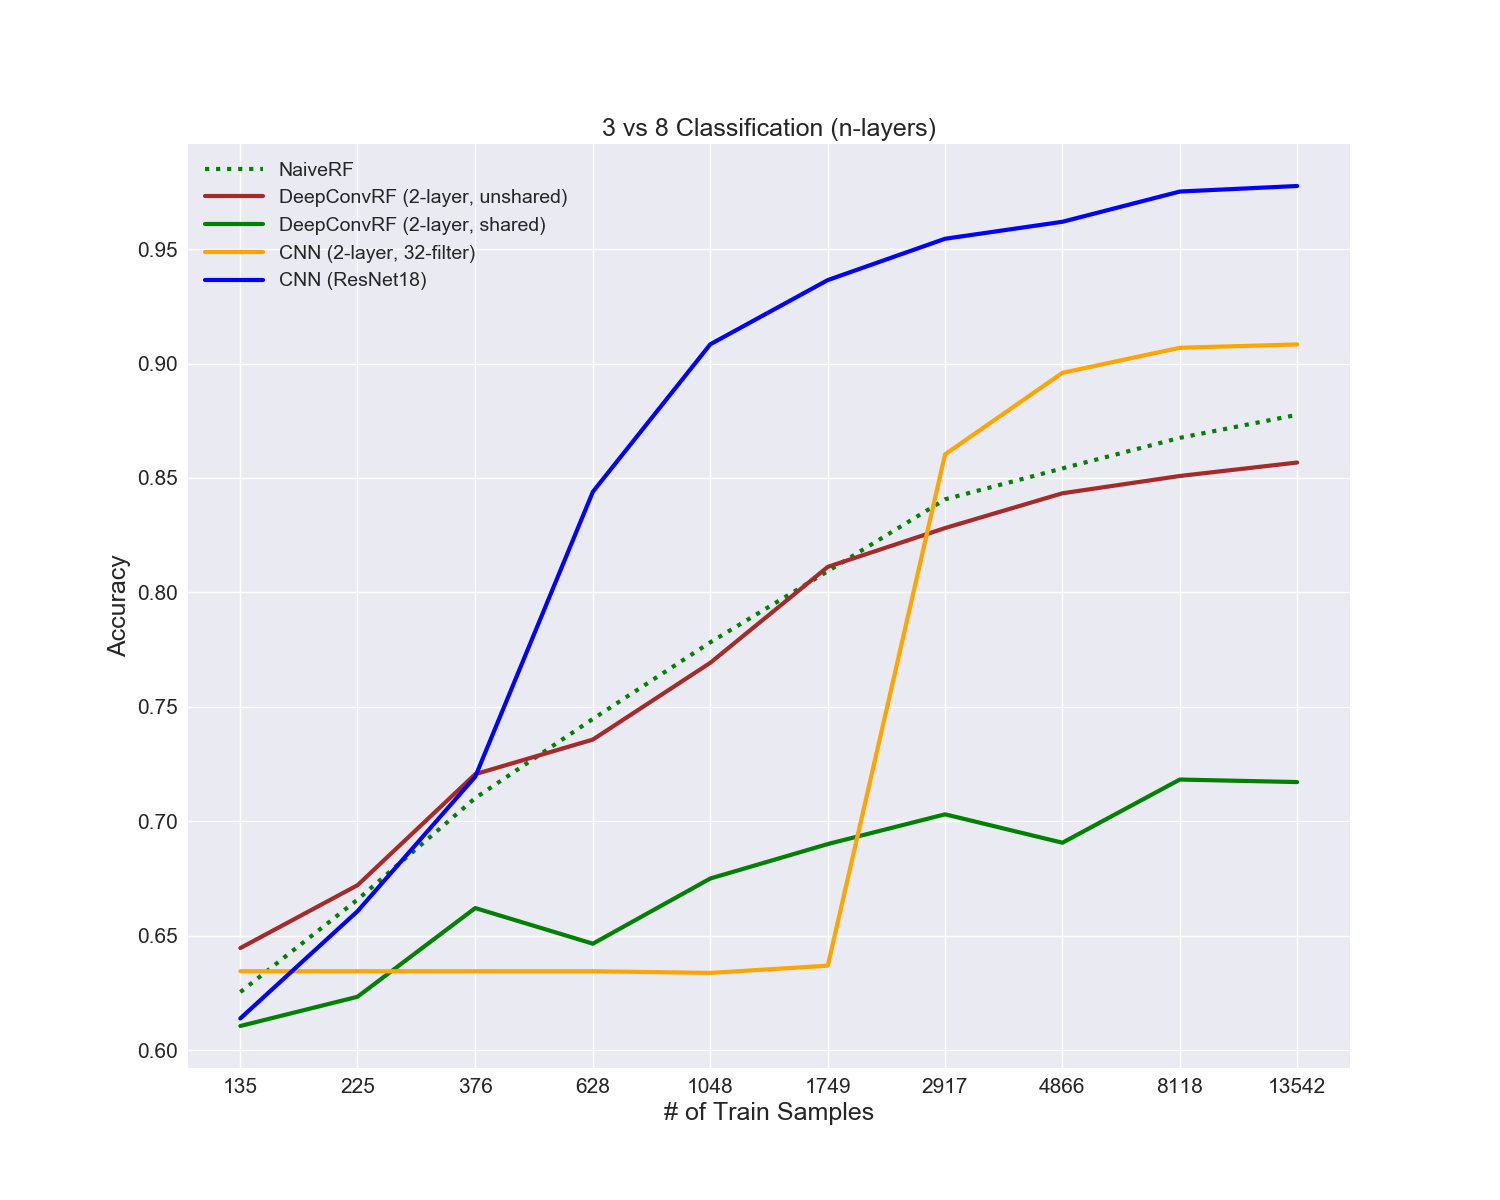 3 vs 8 Classification (n-layers)
NaiveRF
DeepConvRF (2-layer, unshared)
DeepConvRF (2-layer, shared)
CNN (2-layer, 32-filter)
CNN (ResNet18)
0.95
0.90
0.85
0.80
0.75
0.70
0.65
0.60
Accuracy
135 225 376 628 1048 1749 2917 4866 8118 13542
# of Train Samples